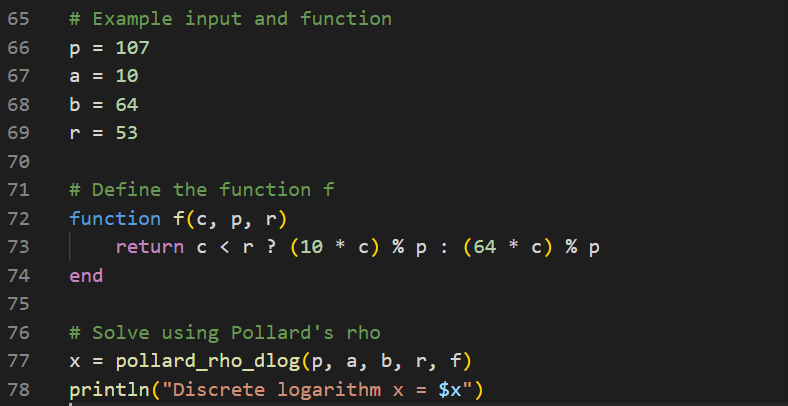 65 # Example input and function
66 p = 107
67 a = 10
68 b = 64
69 r = 53
70
71 # Define the function f
72 function f(c, p, r)
73     return c < r ? (10 * c) % p : (64 * c) % p
74 end
75
76 # Solve using Pollard's rho
77 x = pollard_rho_dlog(p, a, b, r, f)
78 println("Discrete logarithm x = $x")